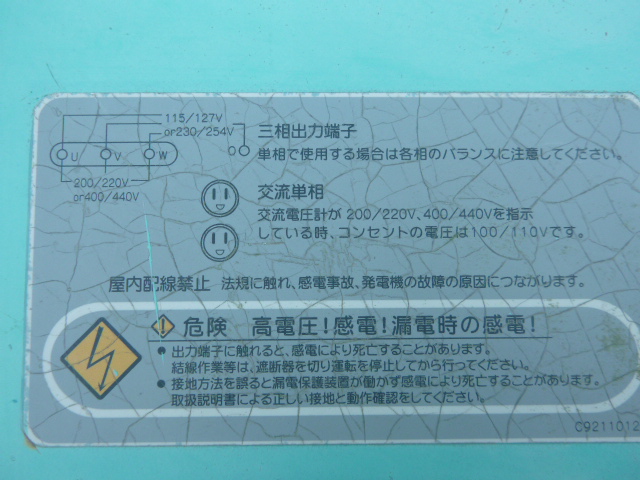 115/127V
or230/254V
U V W O
200/220V
or400/440V
三相出力端子
単相で使用する場合は各相のバランスに注意してください。
交流単相
交流電圧計が200/220V、400/440Vを指示
している時、コンセントの電圧は100/110Vです。
屋内配線禁止 法規に触れ、感電事故、発電機の故障の原因につながります。
危険 高電圧!感電!漏電時の感電!
● 出力端子に触れると、感電により死亡することがあります。
結線作業等は、遮断器を切り運転を停止してから行ってください。
● 接地方法を誤ると漏電保護装置が働かず感電により死亡することがあります。
取扱説明書による正しい接地と動作確認をしてください。
C9211012